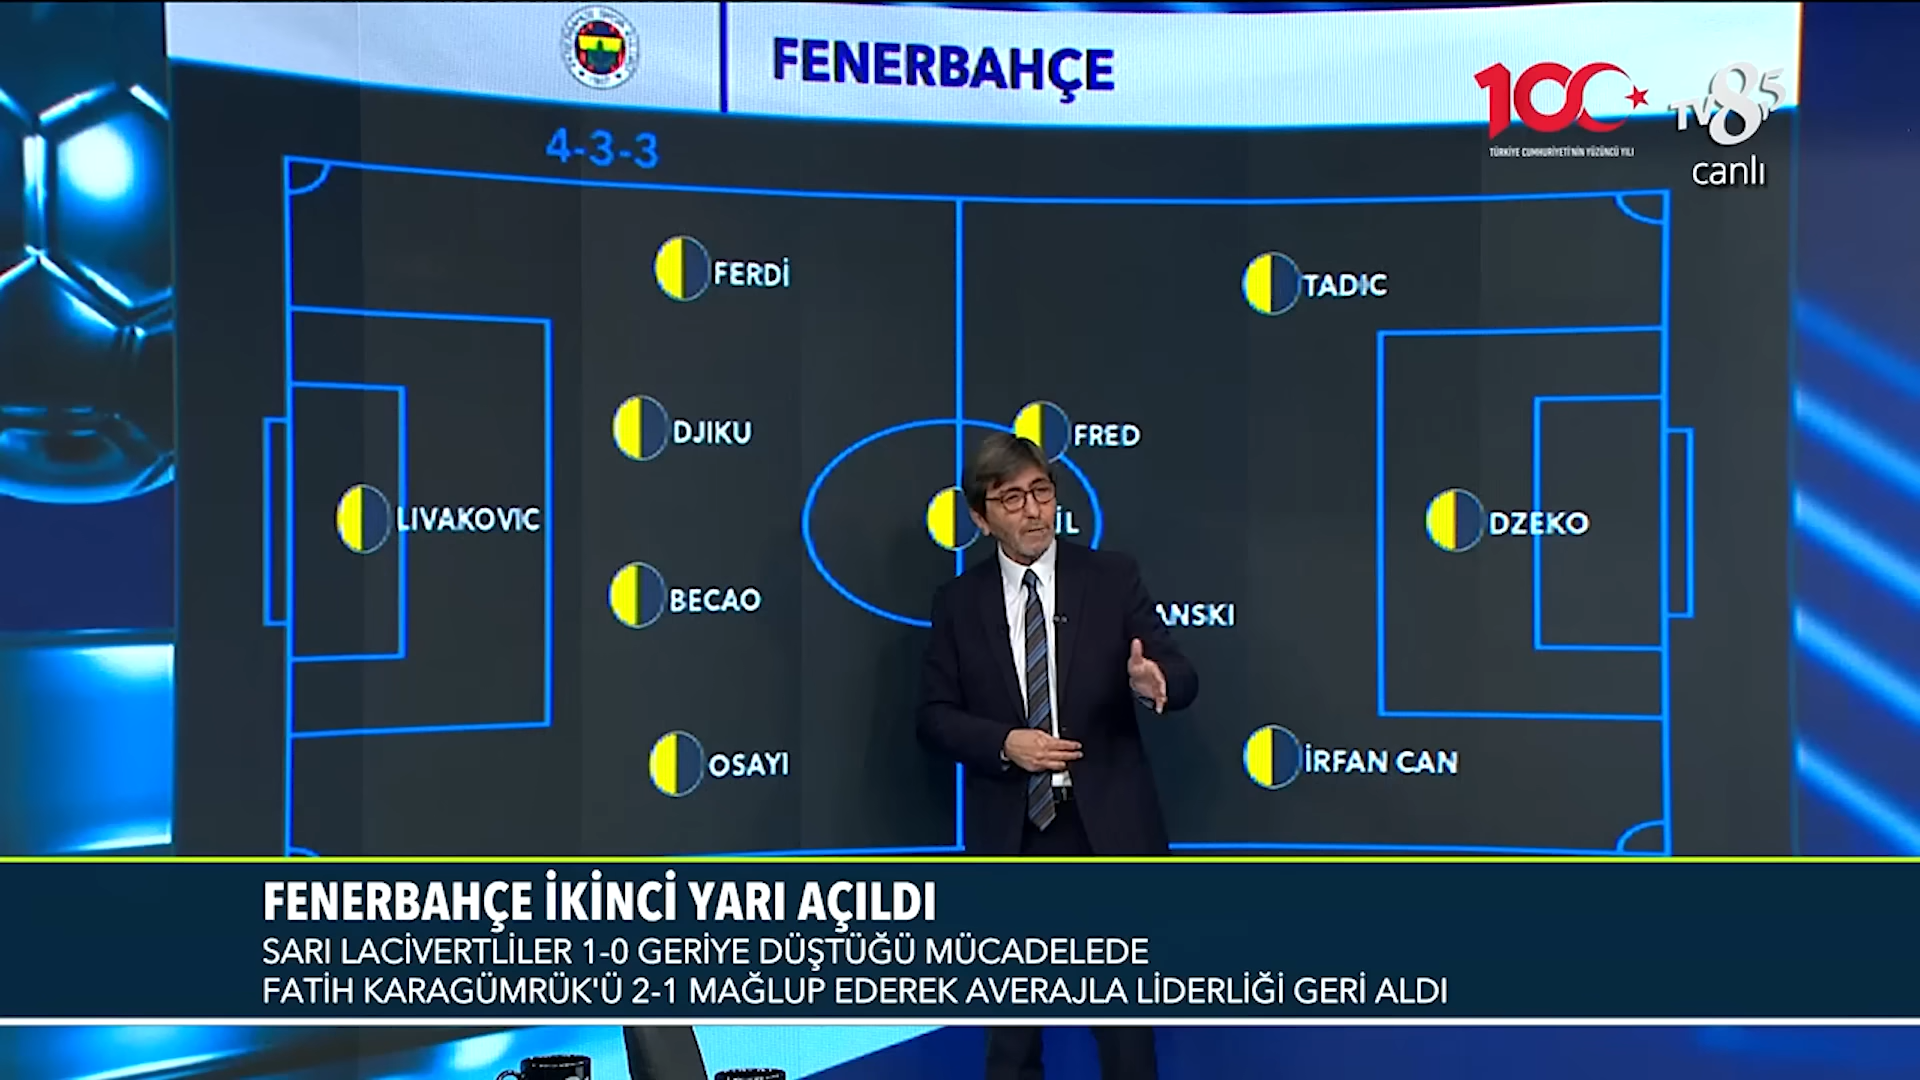 FENERBAHÇE
100
TÜRKİYE CUMHURİYETİ'NİN YÜZÜNCÜ YILI
TV8,5
canlı
4-3-3
FERDİ
TADIC
DJIKU
FRED
LIVAKOVIC
İL
DZEKO
BECAO
ANSKI
OSAYI
İRFAN CAN
FENERBAHÇE İKİNCİ YARI AÇILDI
SARI LACİVERTLİLER 1-0 GERİYE DÜŞTÜĞÜ MÜCADELEDE
FATİH KARAGÜMRÜK'Ü 2-1 MAĞLUP EDEREK AVERAJLA LİDERLİĞİ GERİ ALDI